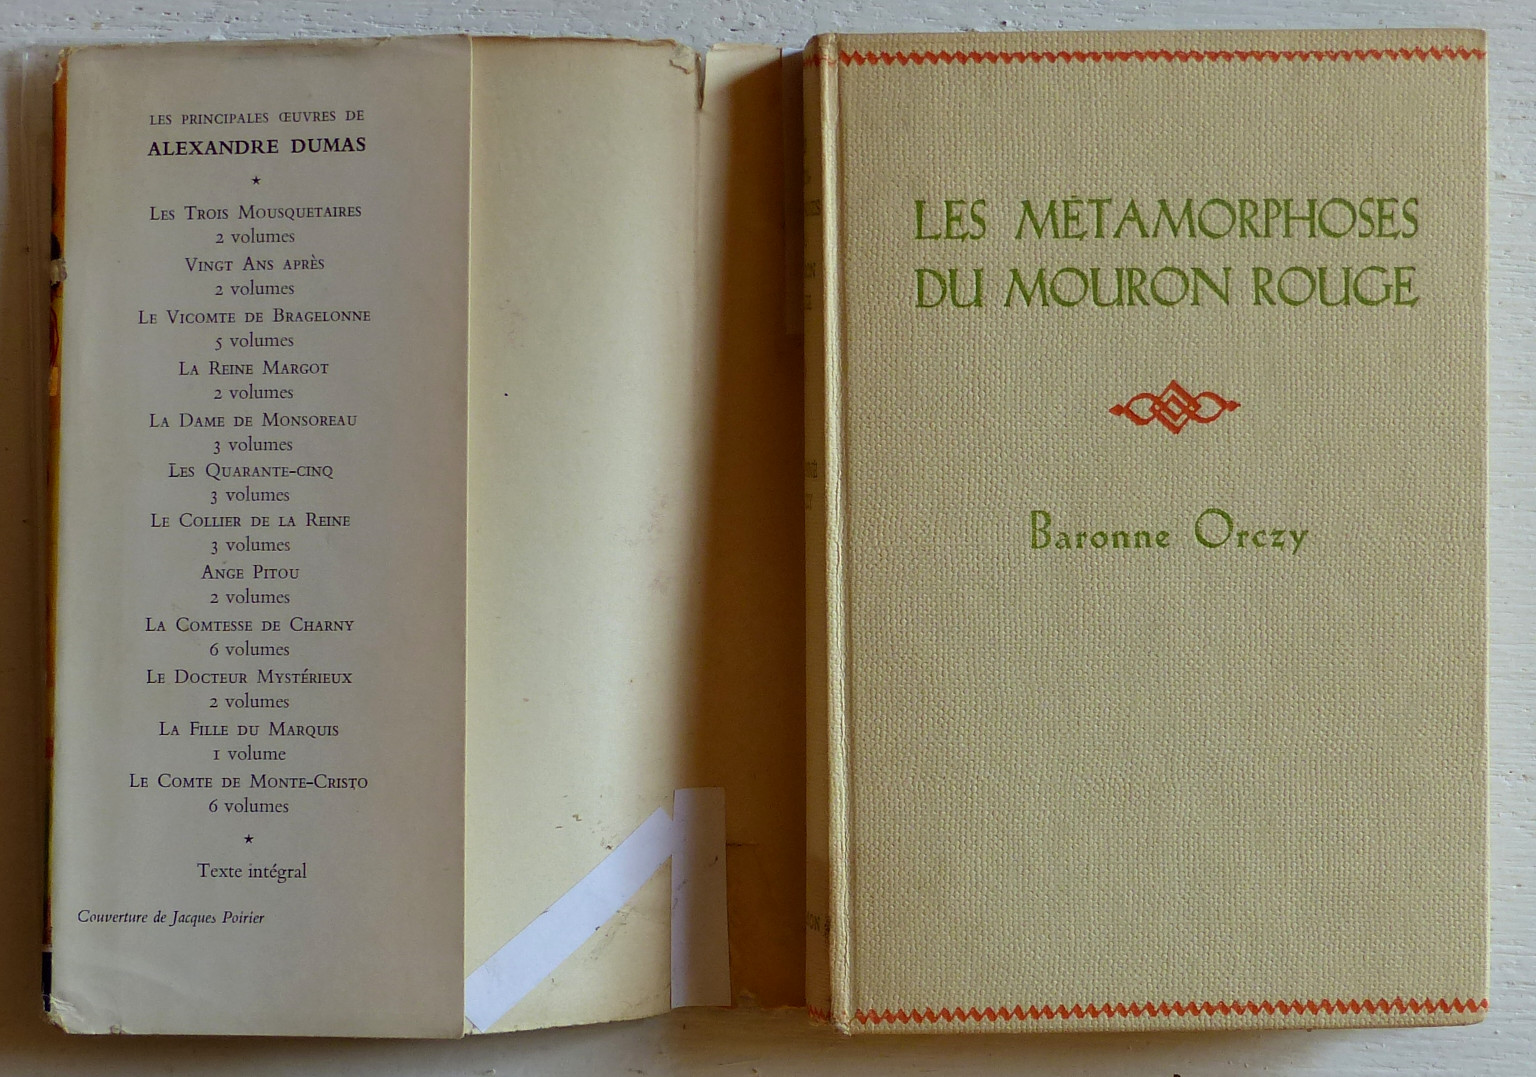 LES PRINCIPALES ŒUVRES DE
ALEXANDRE DUMAS
★
LES TROIS MOUSQUETAIRES
2 volumes
VINGT ANS APRÈS
2 volumes
LE VICOMTE DE BRAGELONNE
5 volumes
LA REINE MARGOT
2 volumes
LA DAME DE MONSOREAU
3 volumes
LES QUARANTE-CINQ
3 volumes
LE COLLIER DE LA REINE
3 volumes
ANGE PITOU
2 volumes
LA COMTESSE DE CHARNY
6 volumes
LE DOCTEUR MYSTÉRIEUX
2 volumes
LA FILLE DU MARQUIS
1 volume
LE COMTE DE MONTE-CRISTO
6 volumes
★
Texte intégral
Couverture de Jacques Poirier
LES MÉTAMORPHOSES
DU MOURON ROUGE
Baronne Orczy